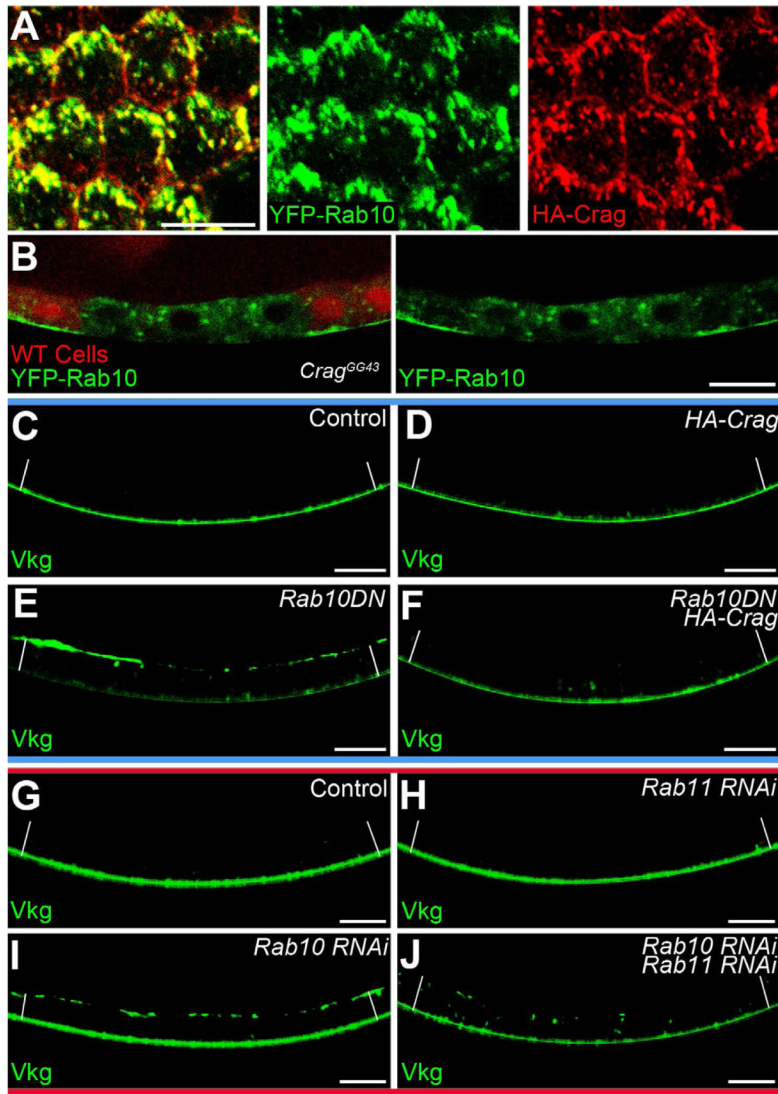 A
YFP-Rab10
HA-Crag
B
WT Cells
YFP-Rab10
Crag^GG43
YFP-Rab10
C
Control
Vkg
D
HA-Crag
Vkg
E
Rab10DN
Vkg
F
Rab10DN
HA-Crag
Vkg
G
Control
Vkg
H
Rab11 RNAi
Vkg
I
Rab10 RNAi
Vkg
J
Rab10 RNAi
Rab11 RNAi
Vkg